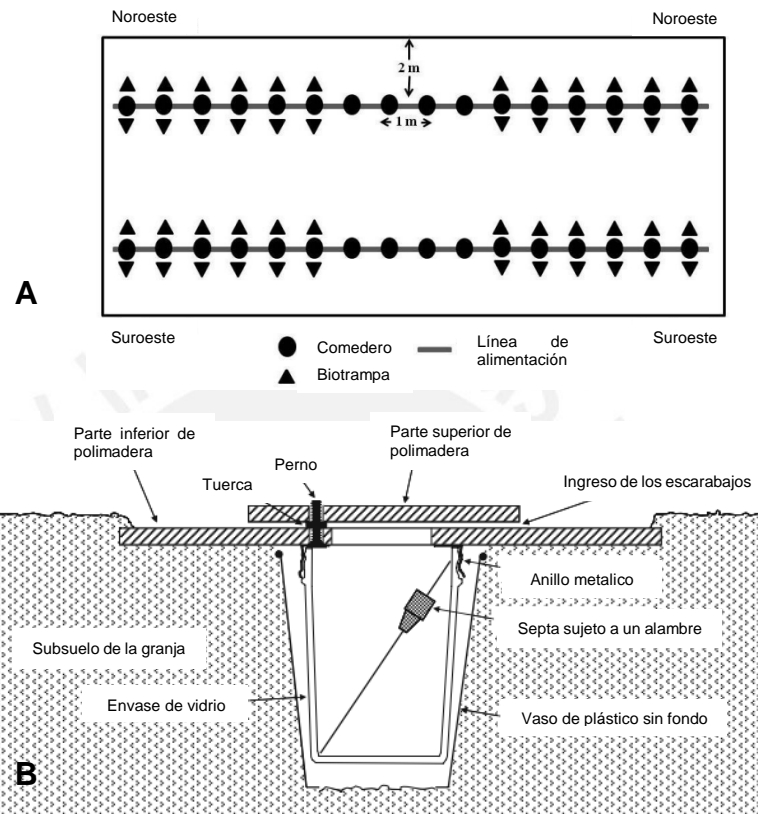 Noroeste
Noroeste
2 m
1 m
A
Suroeste
Suroeste
Comedero
Línea de
alimentación
Biotrampa
Parte inferior de
polimadera
Parte superior de
polimadera
Perno
Tuerca
Ingreso de los escarabajos
Anillo metalico
Septa sujeto a un alambre
Subsuelo de la granja
Envase de vidrio
Vaso de plástico sin fondo
B